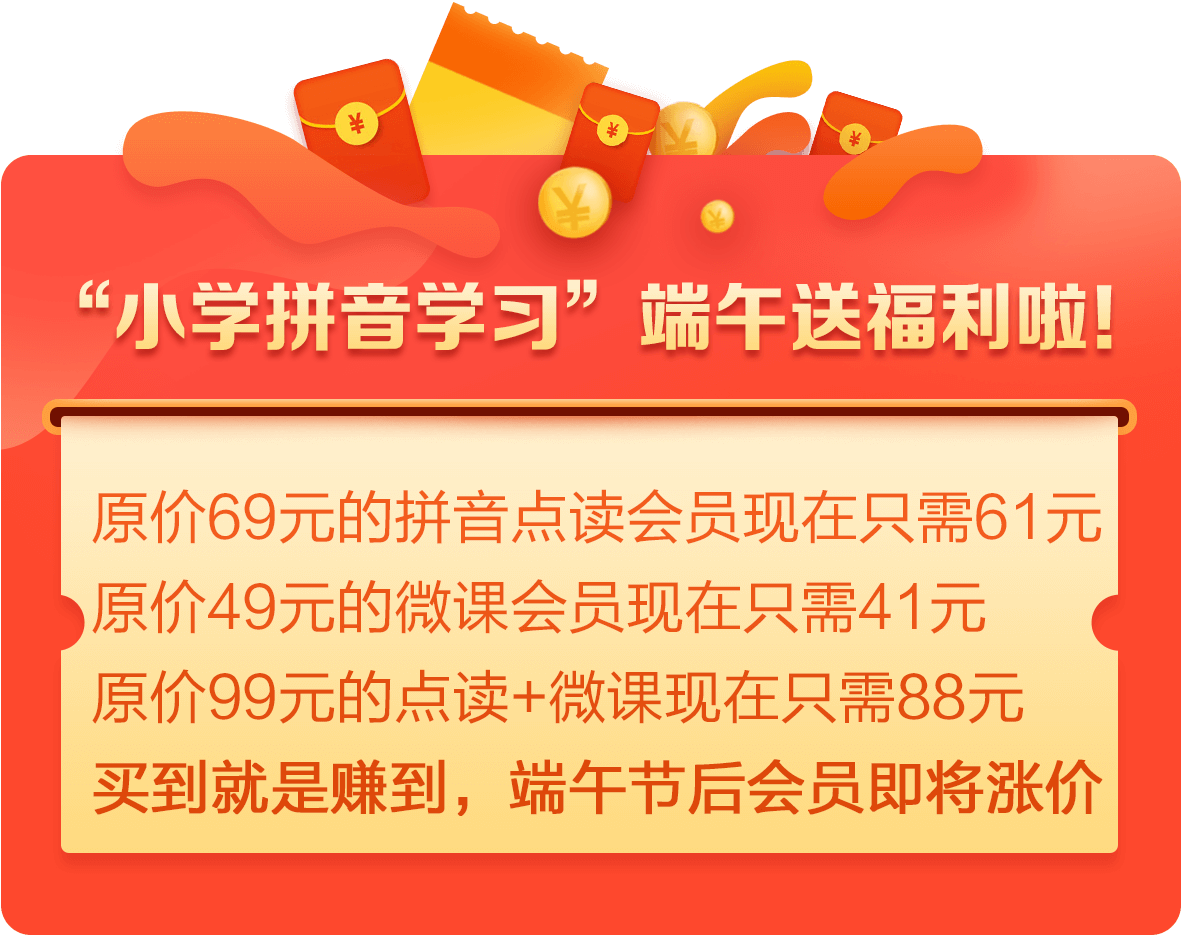 “小学拼音学习”端午送福利啦!
原价69元的拼音点读会员现在只需61元
原价49元的微课会员现在只需41元
原价99元的点读+微课现在只需88元
买到就是赚到，端午节后会员即将涨价